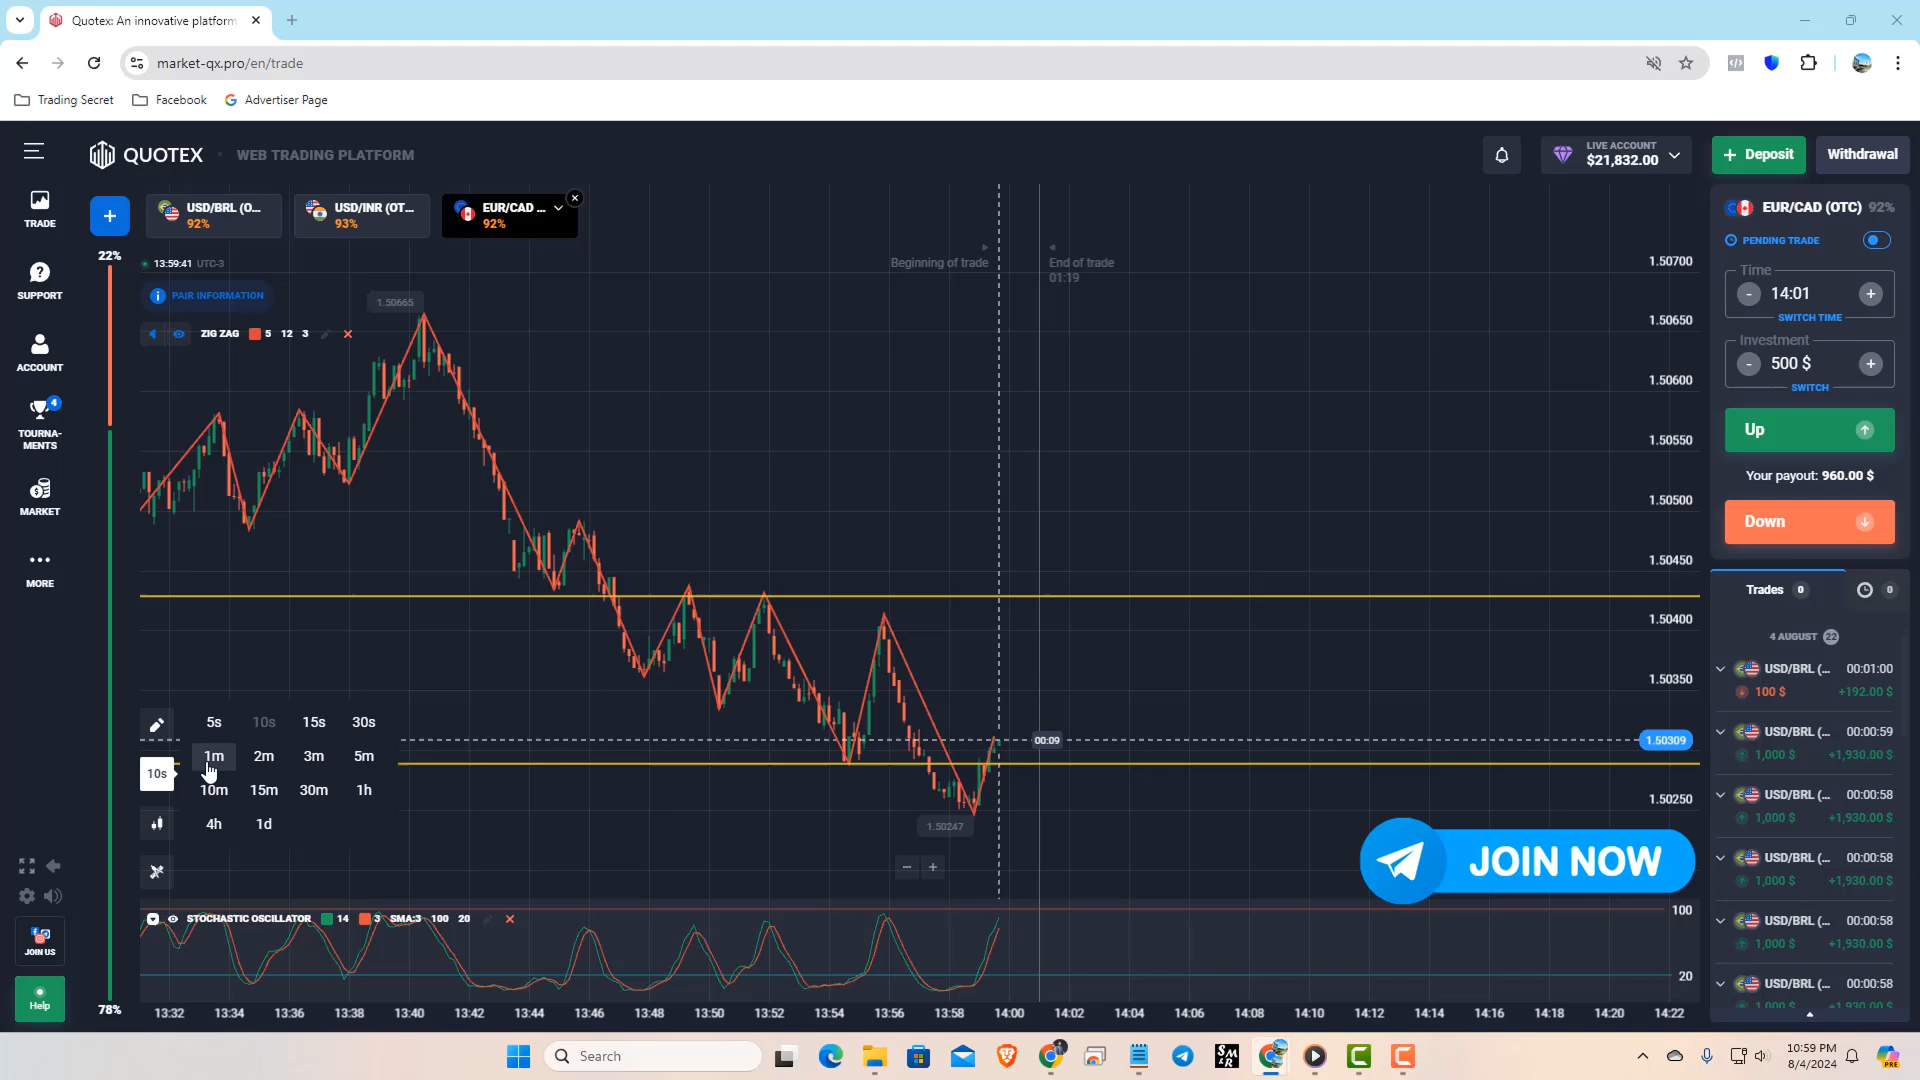 Quotex: An innovative platform
market-qx.pro/en/trade
Trading Secret
Facebook
Advertiser Page
QUOTEX
WEB TRADING PLATFORM
LIVE ACCOUNT
$21,832.00
Deposit
Withdrawal
TRADE
SUPPORT
ACCOUNT
4
TOURNA-
MENTS
MARKET
MORE
JOIN US
Help
+
USD/BRL (O...
92%
USD/INR (OT...
93%
EUR/CAD ...
92%
22%
78%
13:59:41 UTC-3
PAIR INFORMATION
ZIG ZAG 5 12 3
1.50665
Beginning of trade
End of trade
01:19
1.50700
1.50650
1.50600
1.50550
1.50500
1.50450
1.50400
1.50350
1.50309
1.50250
00:09
1.50247
5s 10s 15s 30s
1m 2m 3m 5m
10s
10m 15m 30m 1h
4h 1d
JOIN NOW
STOCHASTIC OSCILLATOR 14 3 SMA:3 100 20
100
20
13:32 13:34 13:36 13:38 13:40 13:42 13:44 13:46 13:48 13:50 13:52 13:54 13:56 13:58 14:00 14:02 14:04 14:06 14:08 14:10 14:12 14:14 14:16 14:18 14:20 14:22
EUR/CAD (OTC) 92%
PENDING TRADE
Time
- 14:01 +
SWITCH TIME
Investment
- 500 $ +
SWITCH
Up
Your payout: 960.00 $
Down
Trades 0
0
4 AUGUST 22
USD/BRL (... 00:01:00
100 $ +192.00 $
USD/BRL (... 00:00:59
1,000 $ +1,930.00 $
USD/BRL (... 00:00:58
1,000 $ +1,930.00 $
USD/BRL (... 00:00:58
1,000 $ +1,930.00 $
USD/BRL (... 00:00:58
1,000 $ +1,930.00 $
USD/BRL (... 00:00:58
1,000 $ +1,930.00 $
Search
SM
&R
PRE
10:59 PM
8/4/2024